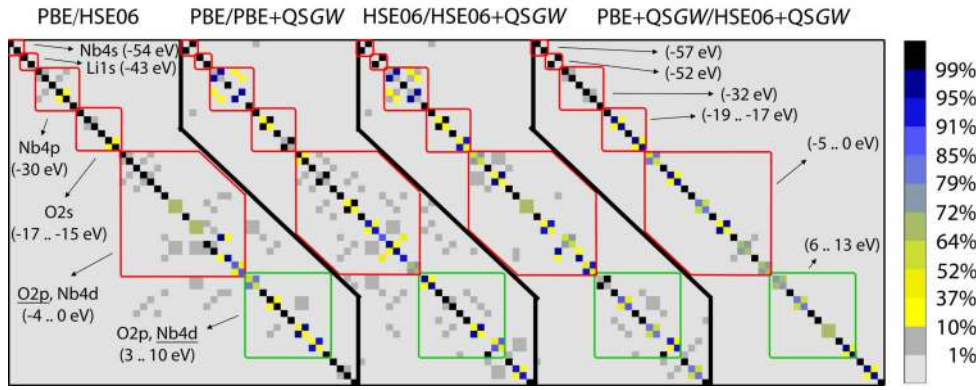 PBE/HSE06
PBE/PBE+QSGW
HSE06/HSE06+QSGW
PBE+QSGW/HSE06+QSGW
Nb4s (-54 eV)
Li1s (-43 eV)
Nb4p
(-30 eV)
O2s
(-17 .. -15 eV)
O2p, Nb4d
(-4 .. 0 eV)
O2p, Nb4d
(3 .. 10 eV)
(-57 eV)
(-52 eV)
(-32 eV)
(-19 .. -17 eV)
(-5 .. 0 eV)
(6 .. 13 eV)
99%
95%
91%
85%
79%
72%
64%
52%
37%
10%
1%